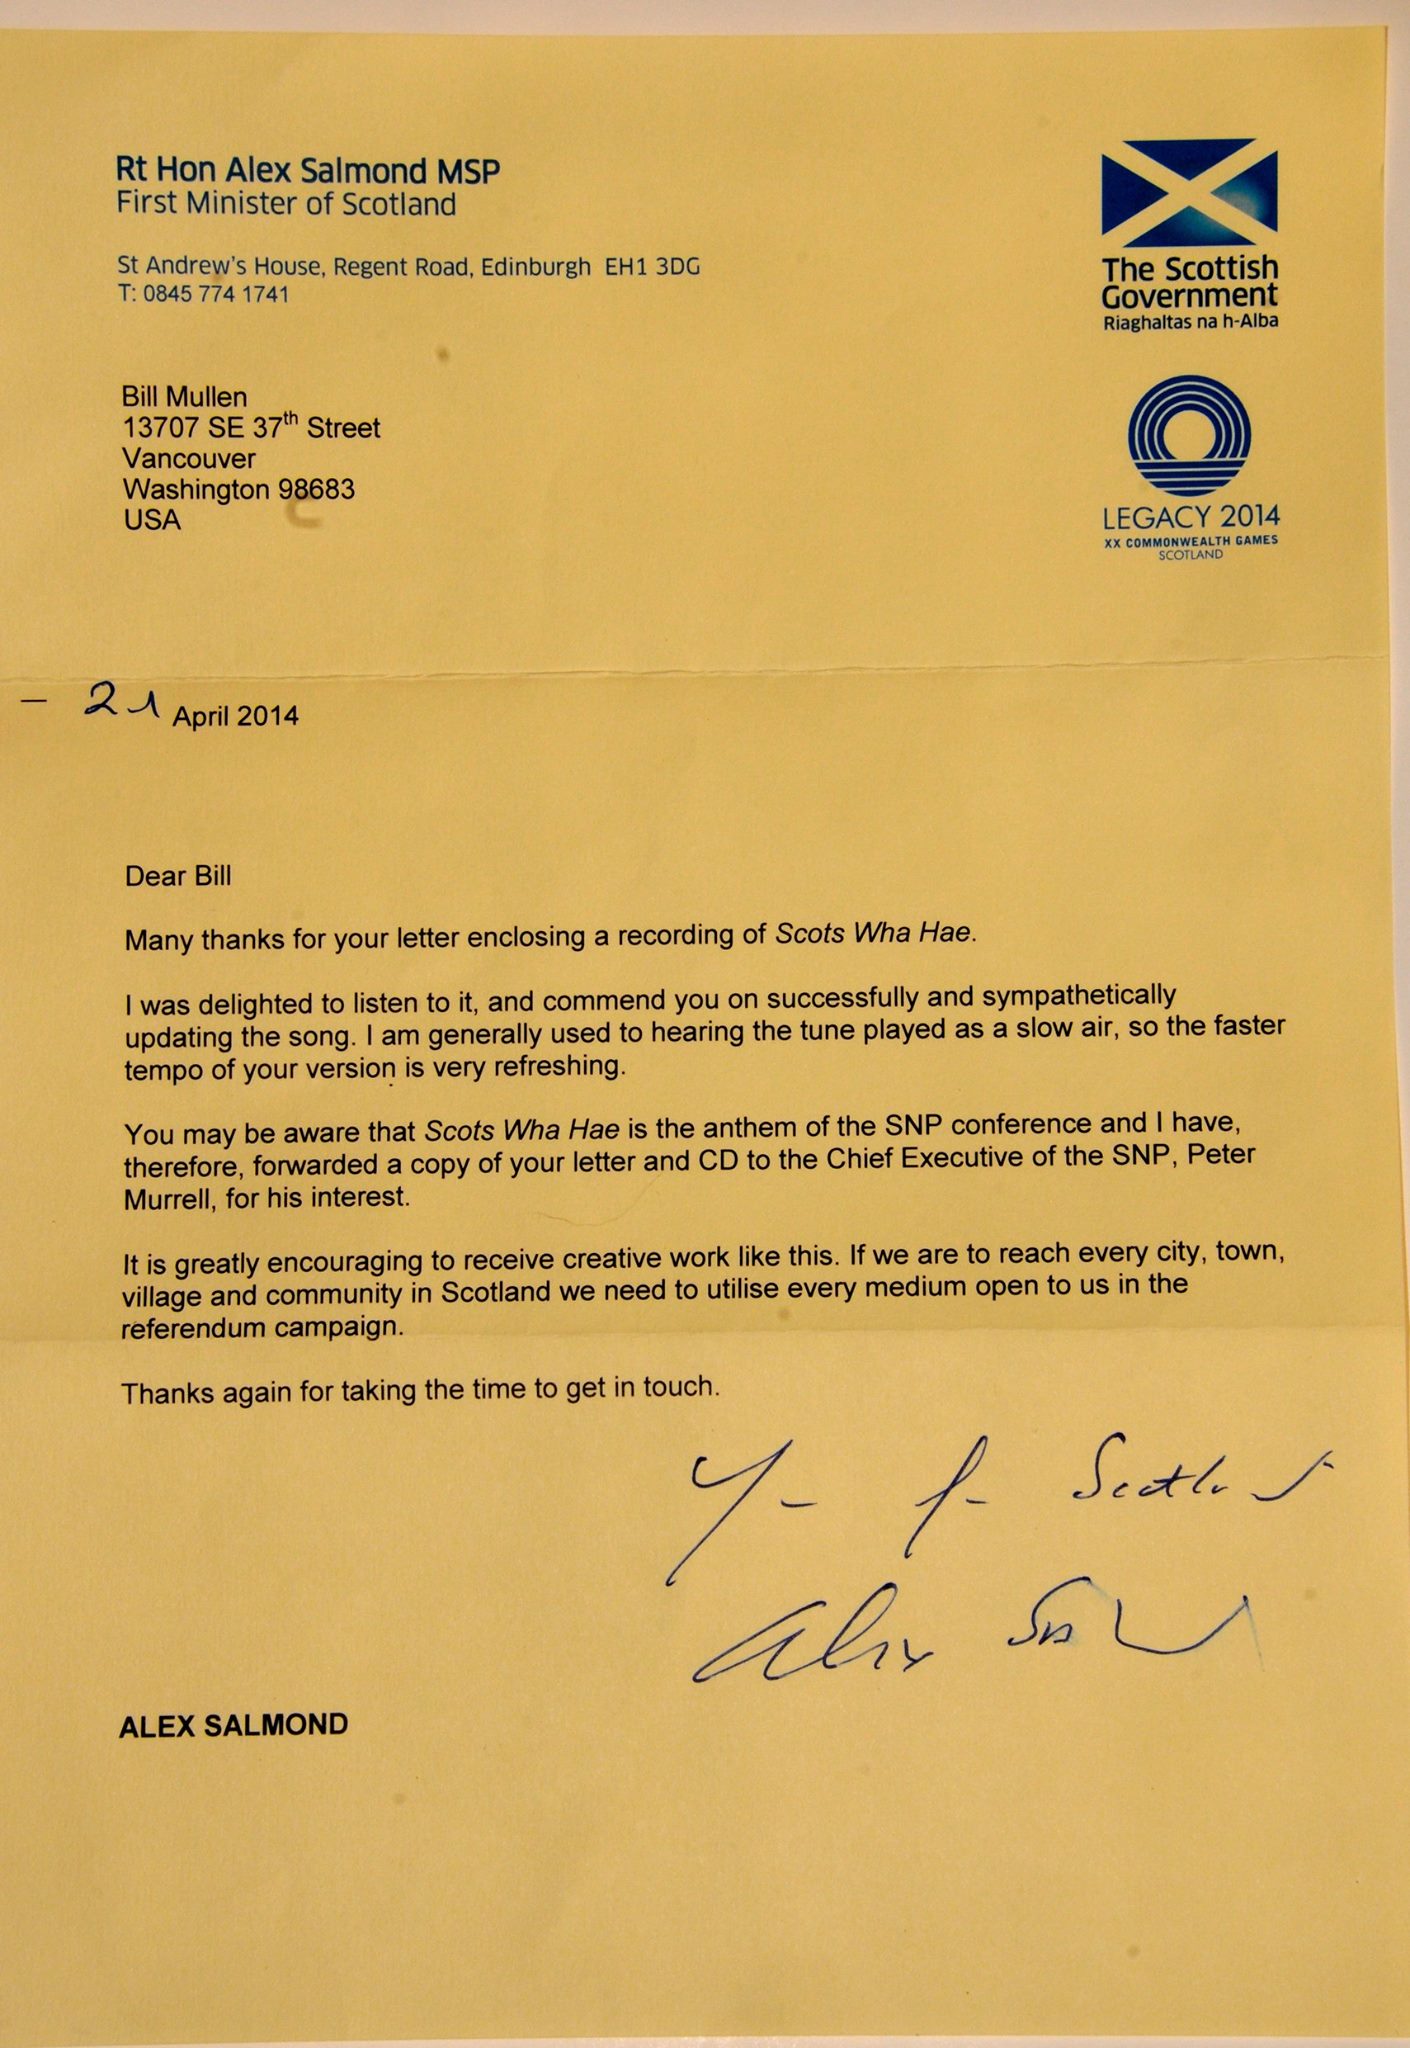 Rt Hon Alex Salmond MSP
First Minister of Scotland
St Andrew's House, Regent Road, Edinburgh EH1 3DG
T: 0845 774 1741
The Scottish
Government
Riaghaltas na h-Alba
LEGACY 2014
XX COMMONWEALTH GAMES
SCOTLAND
Bill Mullen
13707 SE 37th Street
Vancouver
Washington 98683
USA
- 21 April 2014
Dear Bill
Many thanks for your letter enclosing a recording of Scots Wha Hae.
I was delighted to listen to it, and commend you on successfully and sympathetically
updating the song. I am generally used to hearing the tune played as a slow air, so the faster
tempo of your version is very refreshing.
You may be aware that Scots Wha Hae is the anthem of the SNP conference and I have,
therefore, forwarded a copy of your letter and CD to the Chief Executive of the SNP, Peter
Murrell, for his interest.
It is greatly encouraging to receive creative work like this. If we are to reach every city, town,
village and community in Scotland we need to utilise every medium open to us in the
referendum campaign.
Thanks again for taking the time to get in touch.
Scotland
Alex Salmond
ALEX SALMOND